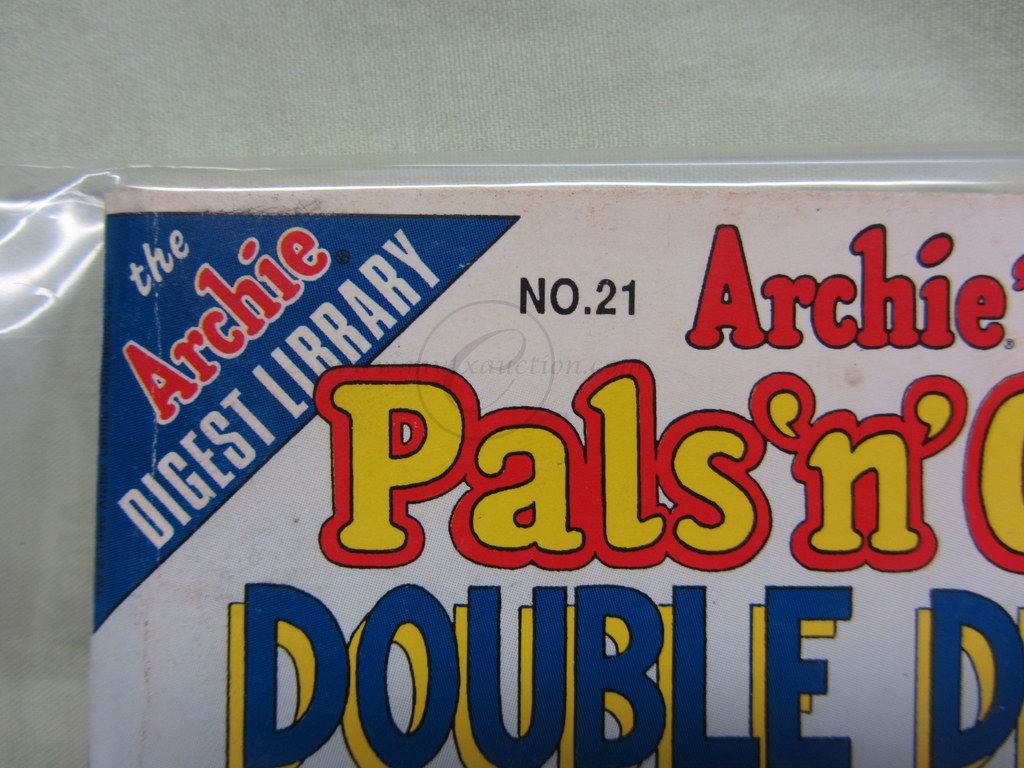 the
Archie®
DIGEST LIBRARY
NO.21
Archie'
®
Pals 'n'
DOUBLE D